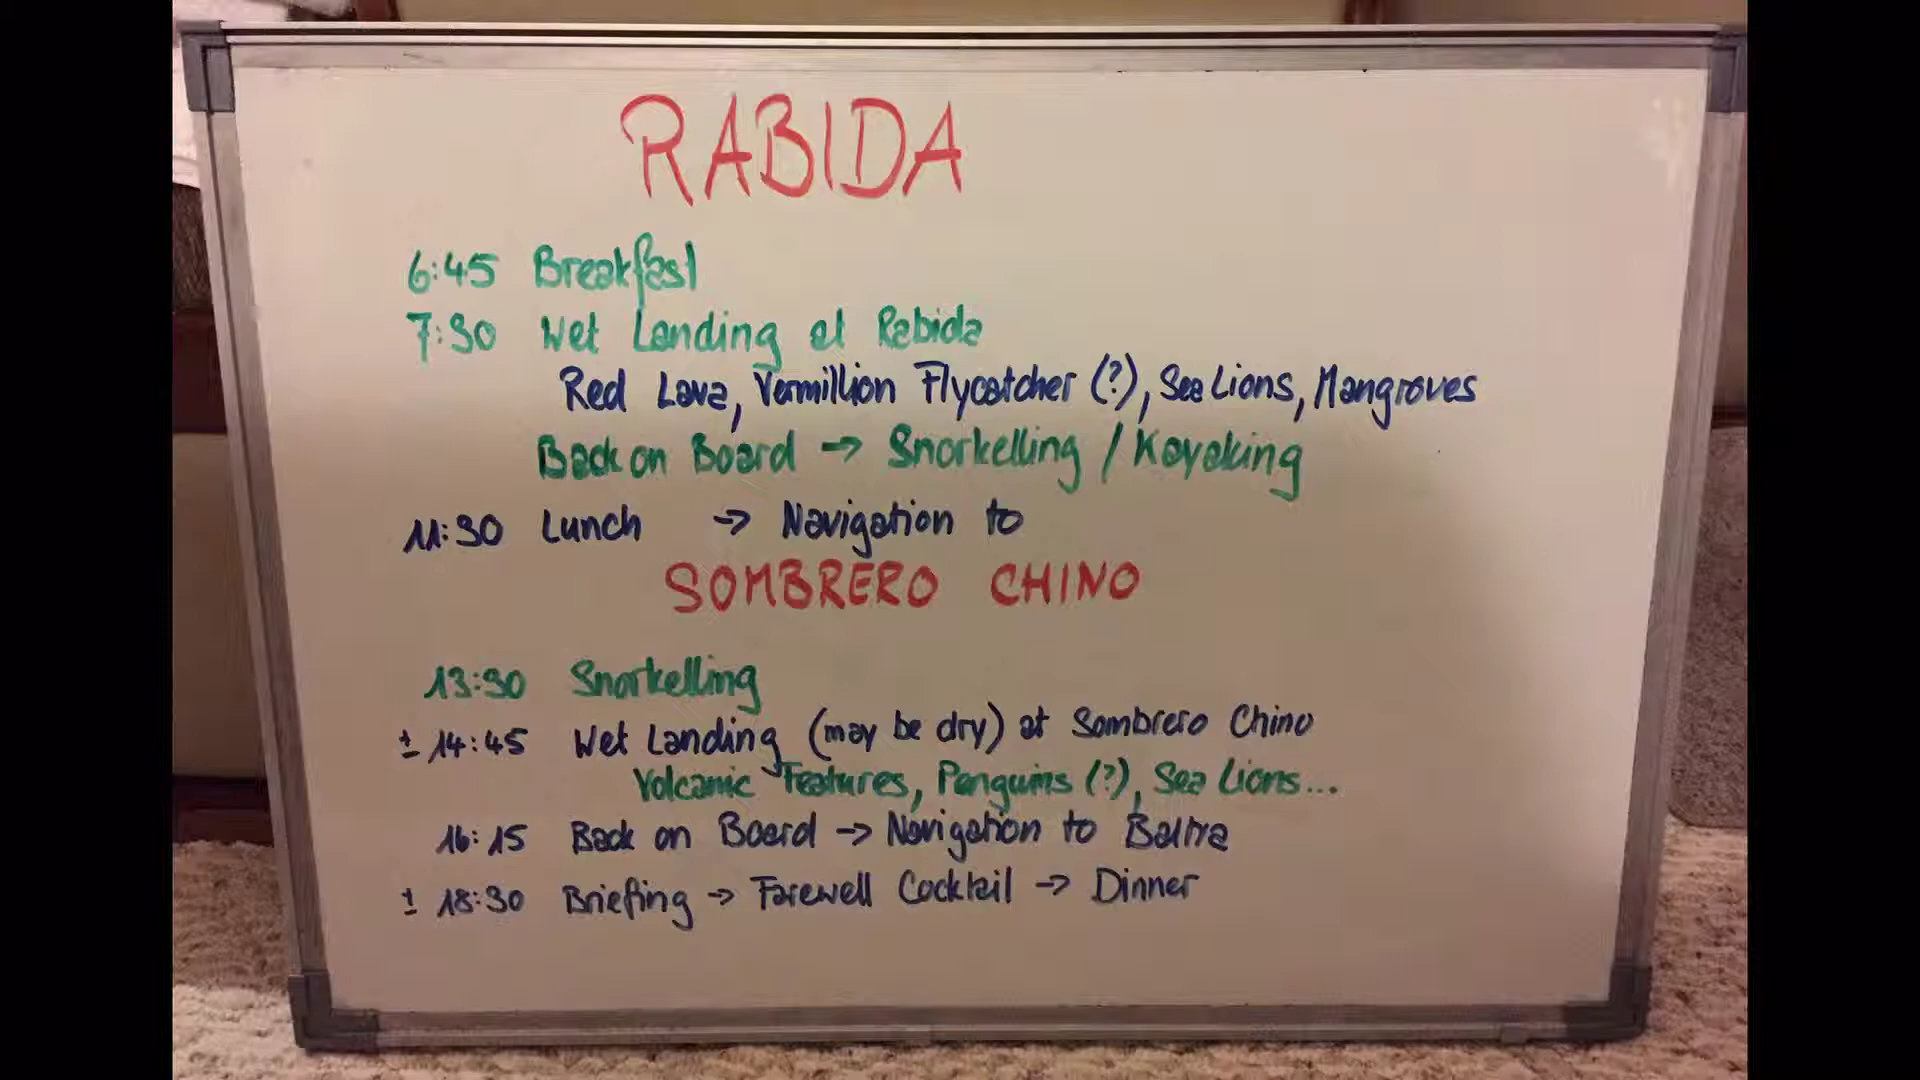 RABIDA
6:45 Breakfast
7:30 Wet Landing at Rabida
Red Lava, Vermillion Flycatcher (?), Sea Lions, Mangroves
Back on Board → Snorkelling / Kayaking
11:30 Lunch → Navigation to
SOMBRERO CHINO
13:30 Snorkelling
± 14:45 Wet Landing (may be dry) at Sombrero Chino
Volcanic Features, Penguins (?), Sea Lions...
16:15 Back on Board → Navigation to Baltra
± 18:30 Briefing → Farewell Cocktail → Dinner